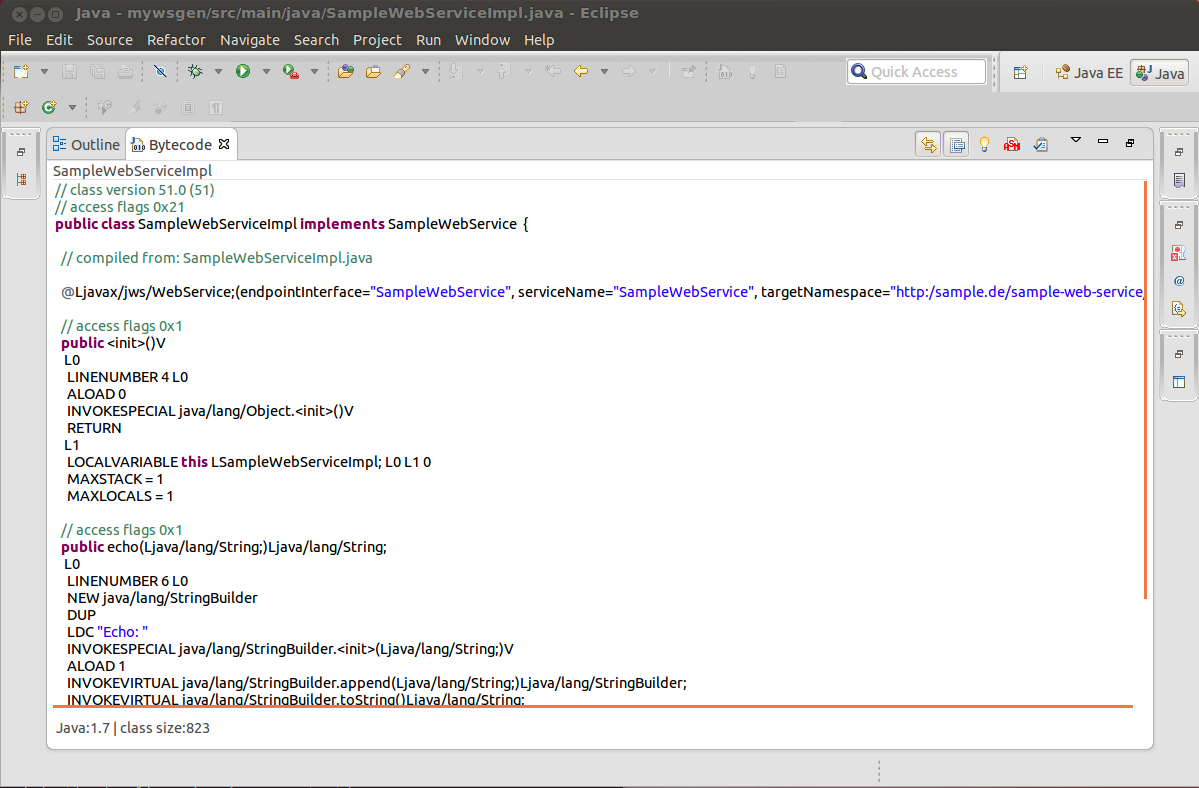 Java - mywsgen/src/main/java/SampleWebServiceImpl.java - Eclipse
File Edit Source Refactor Navigate Search Project Run Window Help
Quick Access
Java EE
Java
Outline
Bytecode
SampleWebServiceImpl
// class version 51.0 (51)
// access flags 0x21
public class SampleWebServiceImpl implements SampleWebService {
// compiled from: SampleWebServiceImpl.java
@Ljavax/jws/WebService;(endpointInterface="SampleWebService", serviceName="SampleWebService", targetNamespace="http:/sample.de/sample-web-service/
// access flags 0x1
public <init>()V
L0
LINENUMBER 4 L0
ALOAD 0
INVOKESPECIAL java/lang/Object.<init>()V
RETURN
L1
LOCALVARIABLE this LSampleWebServiceImpl; L0 L1 0
MAXSTACK = 1
MAXLOCALS = 1
// access flags 0x1
public echo(Ljava/lang/String;)Ljava/lang/String;
L0
LINENUMBER 6 L0
NEW java/lang/StringBuilder
DUP
LDC "Echo: "
INVOKESPECIAL java/lang/StringBuilder.<init>(Ljava/lang/String;)V
ALOAD 1
INVOKEVIRTUAL java/lang/StringBuilder.append(Ljava/lang/String;)Ljava/lang/StringBuilder;
INVOKEVIRTUAL java/lang/StringBuilder.toString()Ljava/lang/String;
Java:1.7 | class size:823